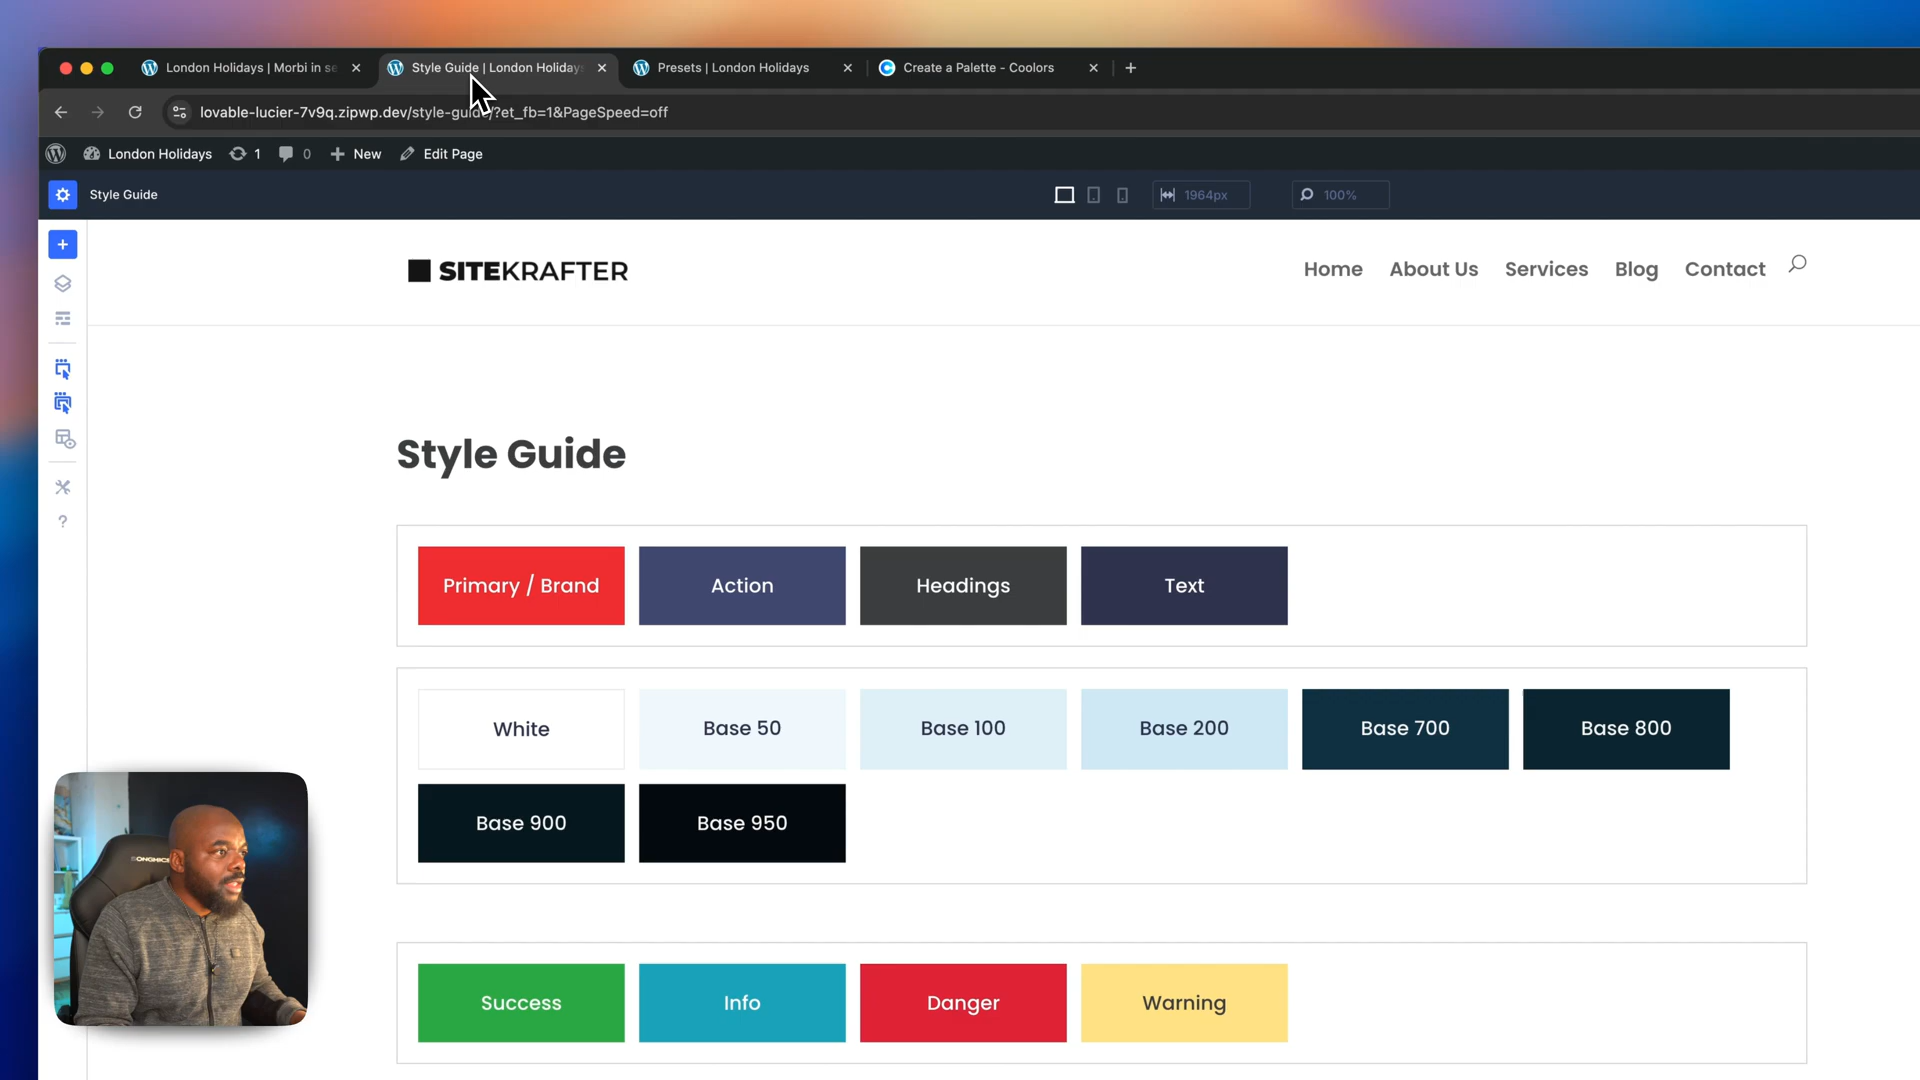 London Holidays | Morbi in se
Style Guide | London Holidays
Presets | London Holidays
Create a Palette - Coolors
lovable-lucier-7v9q.zipwp.dev/style-guide/?et_fb=1&PageSpeed=off
London Holidays
1
0
New
Edit Page
Style Guide
1964px
100%
SITEKRAFTER
Home
About Us
Services
Blog
Contact
Style Guide
Primary / Brand
Action
Headings
Text
White
Base 50
Base 100
Base 200
Base 700
Base 800
Base 900
Base 950
Success
Info
Danger
Warning